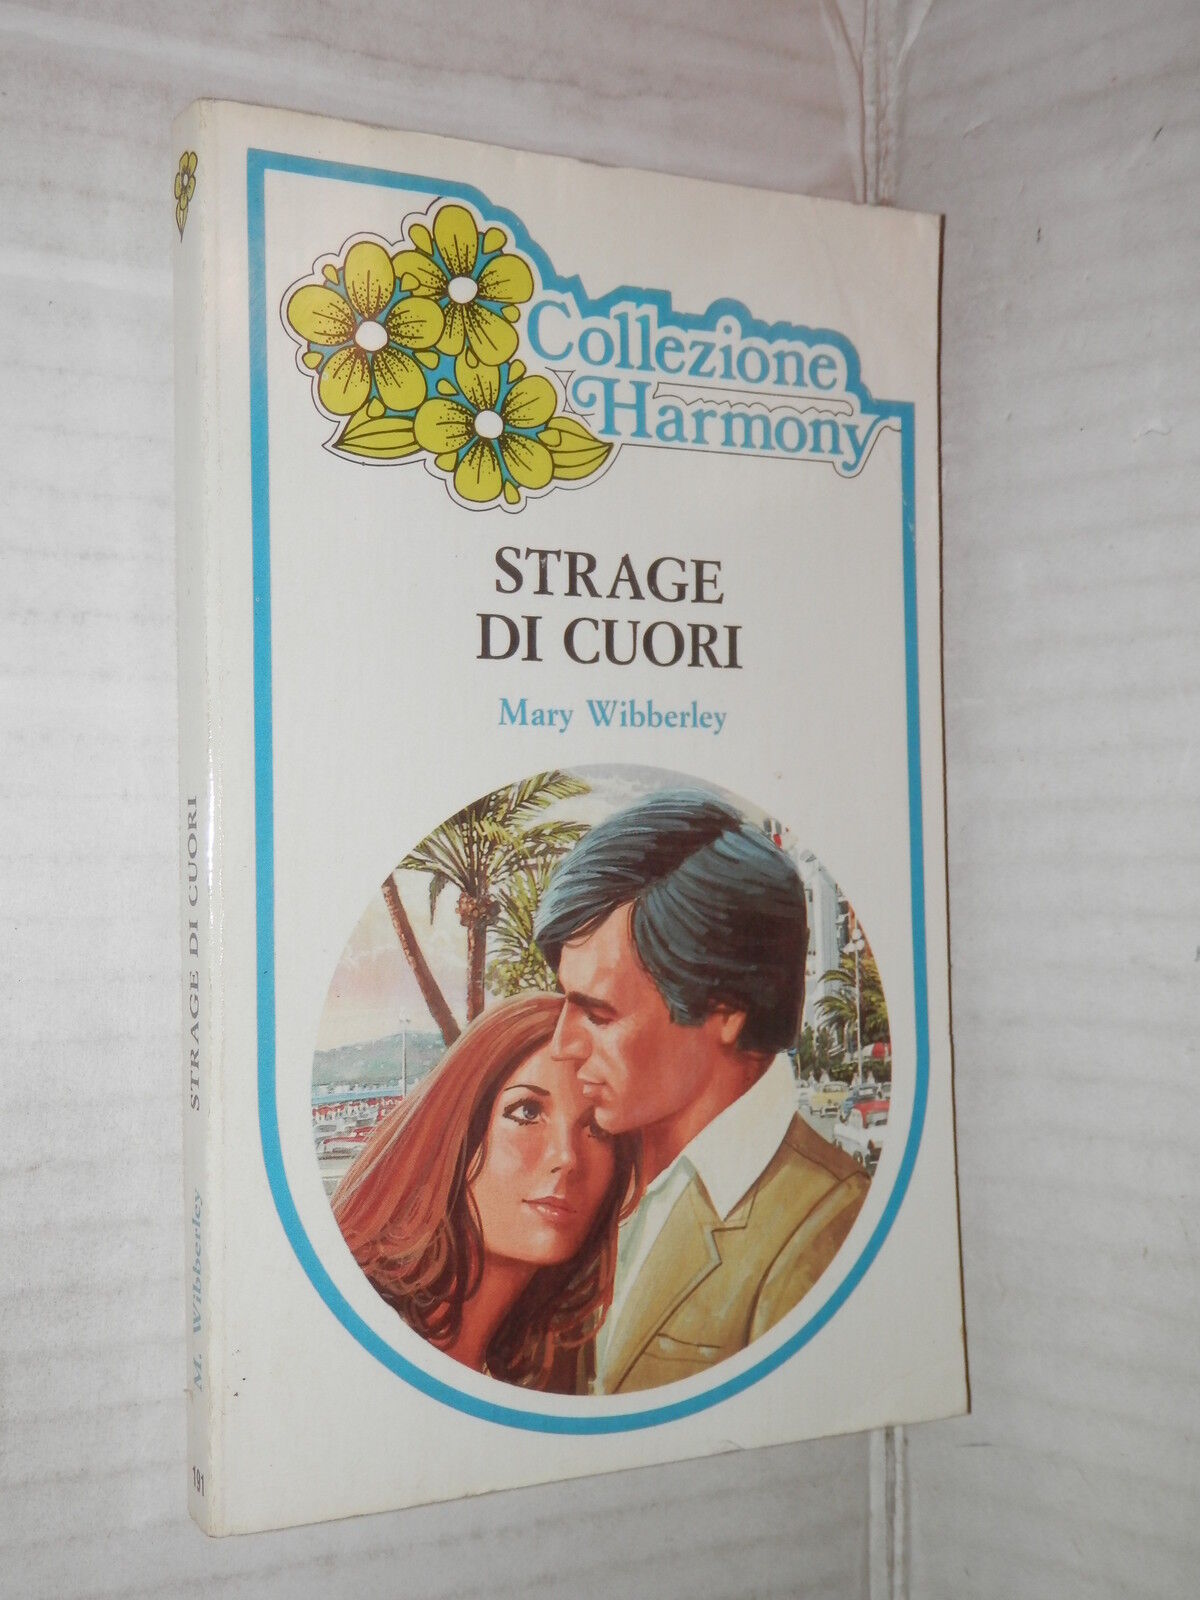 Collezione
Harmony
STRAGE
DI CUORI
Mary Wibberley
STRAGE DI CUORI
M. Wibberley
191